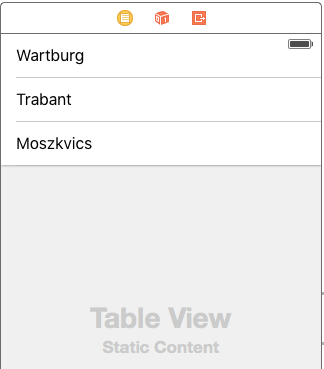 Wartburg
Trabant
Moszkvics
Table View
Static Content